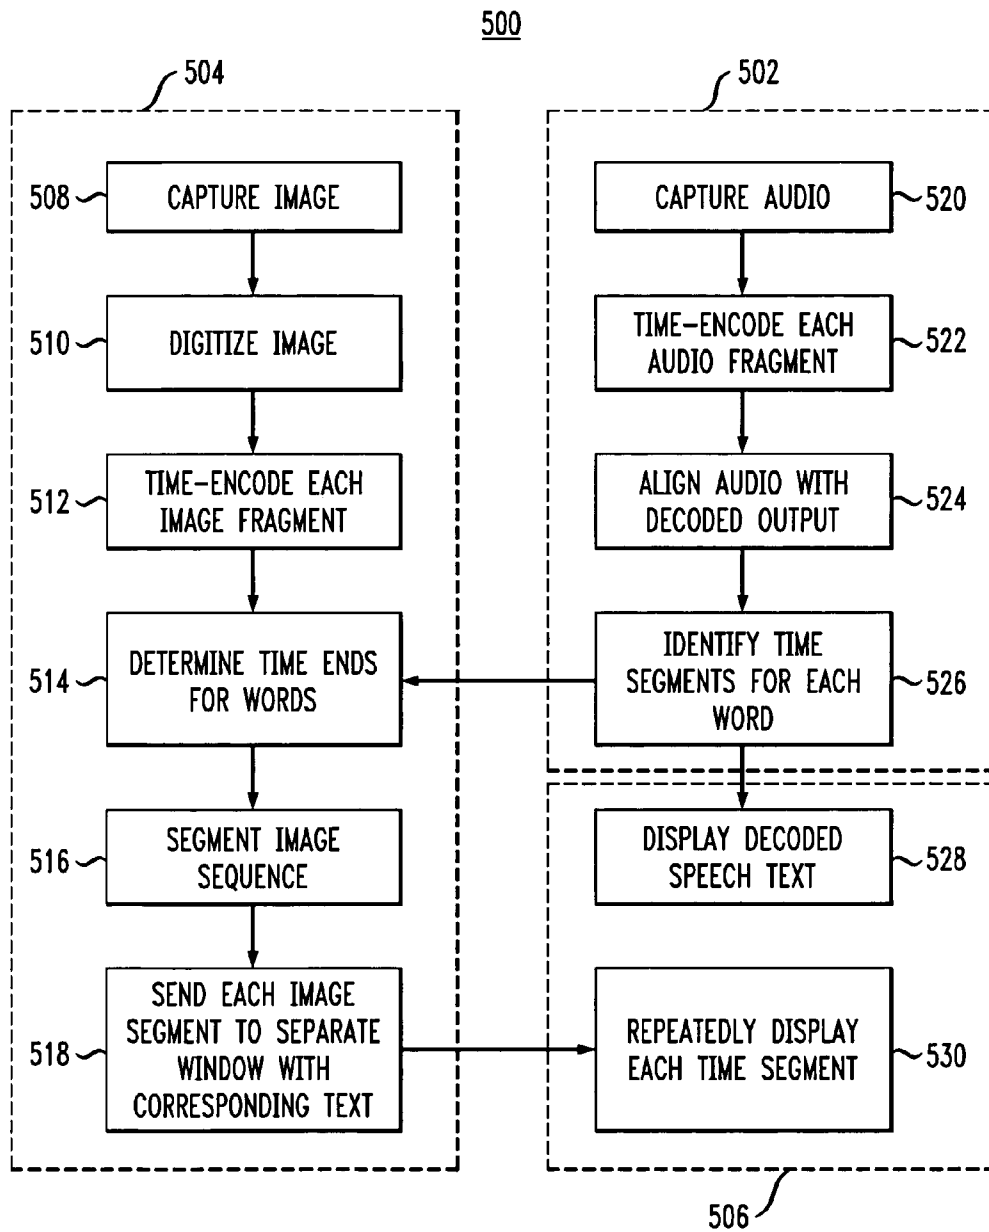 500
504
502
508
CAPTURE IMAGE
CAPTURE AUDIO
520
510
DIGITIZE IMAGE
TIME-ENCODE EACH
AUDIO FRAGMENT
522
512
TIME-ENCODE EACH
IMAGE FRAGMENT
ALIGN AUDIO WITH
DECODED OUTPUT
524
514
DETERMINE TIME ENDS
FOR WORDS
IDENTIFY TIME
SEGMENTS FOR EACH
WORD
526
516
SEGMENT IMAGE
SEQUENCE
DISPLAY DECODED
SPEECH TEXT
528
518
SEND EACH IMAGE
SEGMENT TO SEPARATE
WINDOW WITH
CORRESPONDING TEXT
REPEATEDLY DISPLAY
EACH TIME SEGMENT
530
506